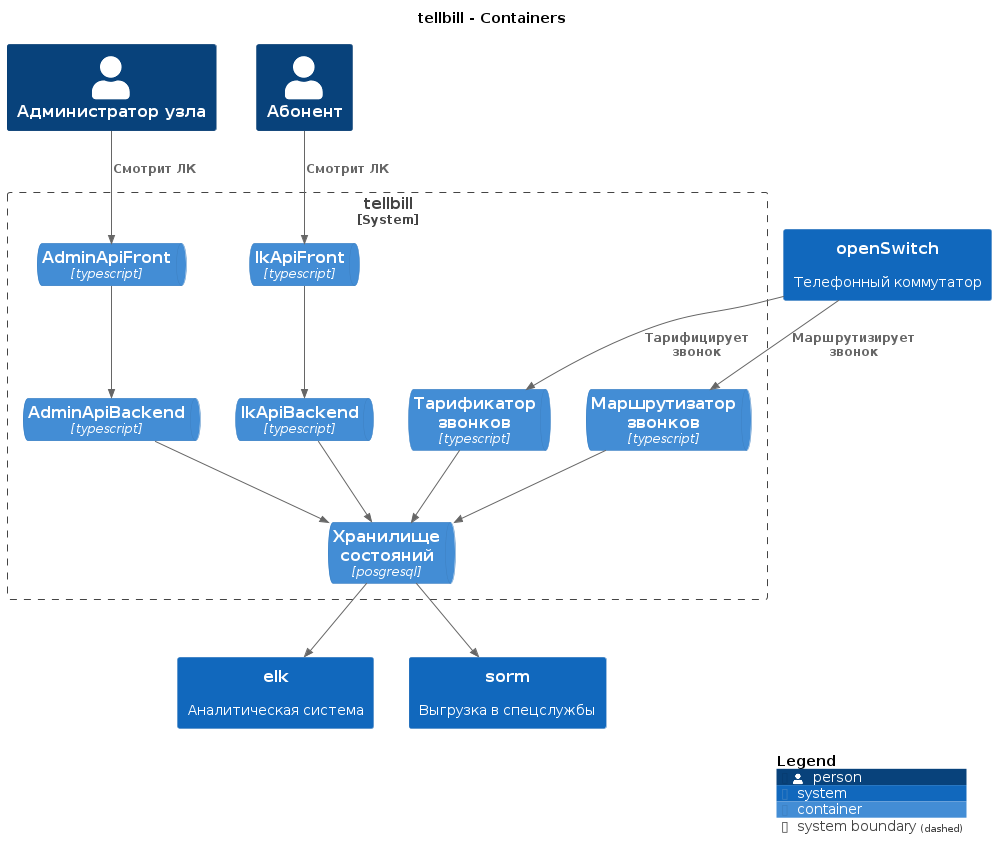 tellbill - Containers
Администратор узла
Абонент
Смотрит ЛК
Смотрит ЛК
tellbill
[System]
AdminApiFront
[typescript]
lkApiFront
[typescript]
openSwitch
Телефонный коммутатор
Тарифицирует
звонок
Маршрутизирует
звонок
AdminApiBackend
[typescript]
lkApiBackend
[typescript]
Тарификатор
звонков
[typescript]
Маршрутизатор
звонков
[typescript]
Хранилище
состояний
[posgresql]
elk
Аналитическая система
sorm
Выгрузка в спецслужбы
Legend
person
system
container
system boundary (dashed)